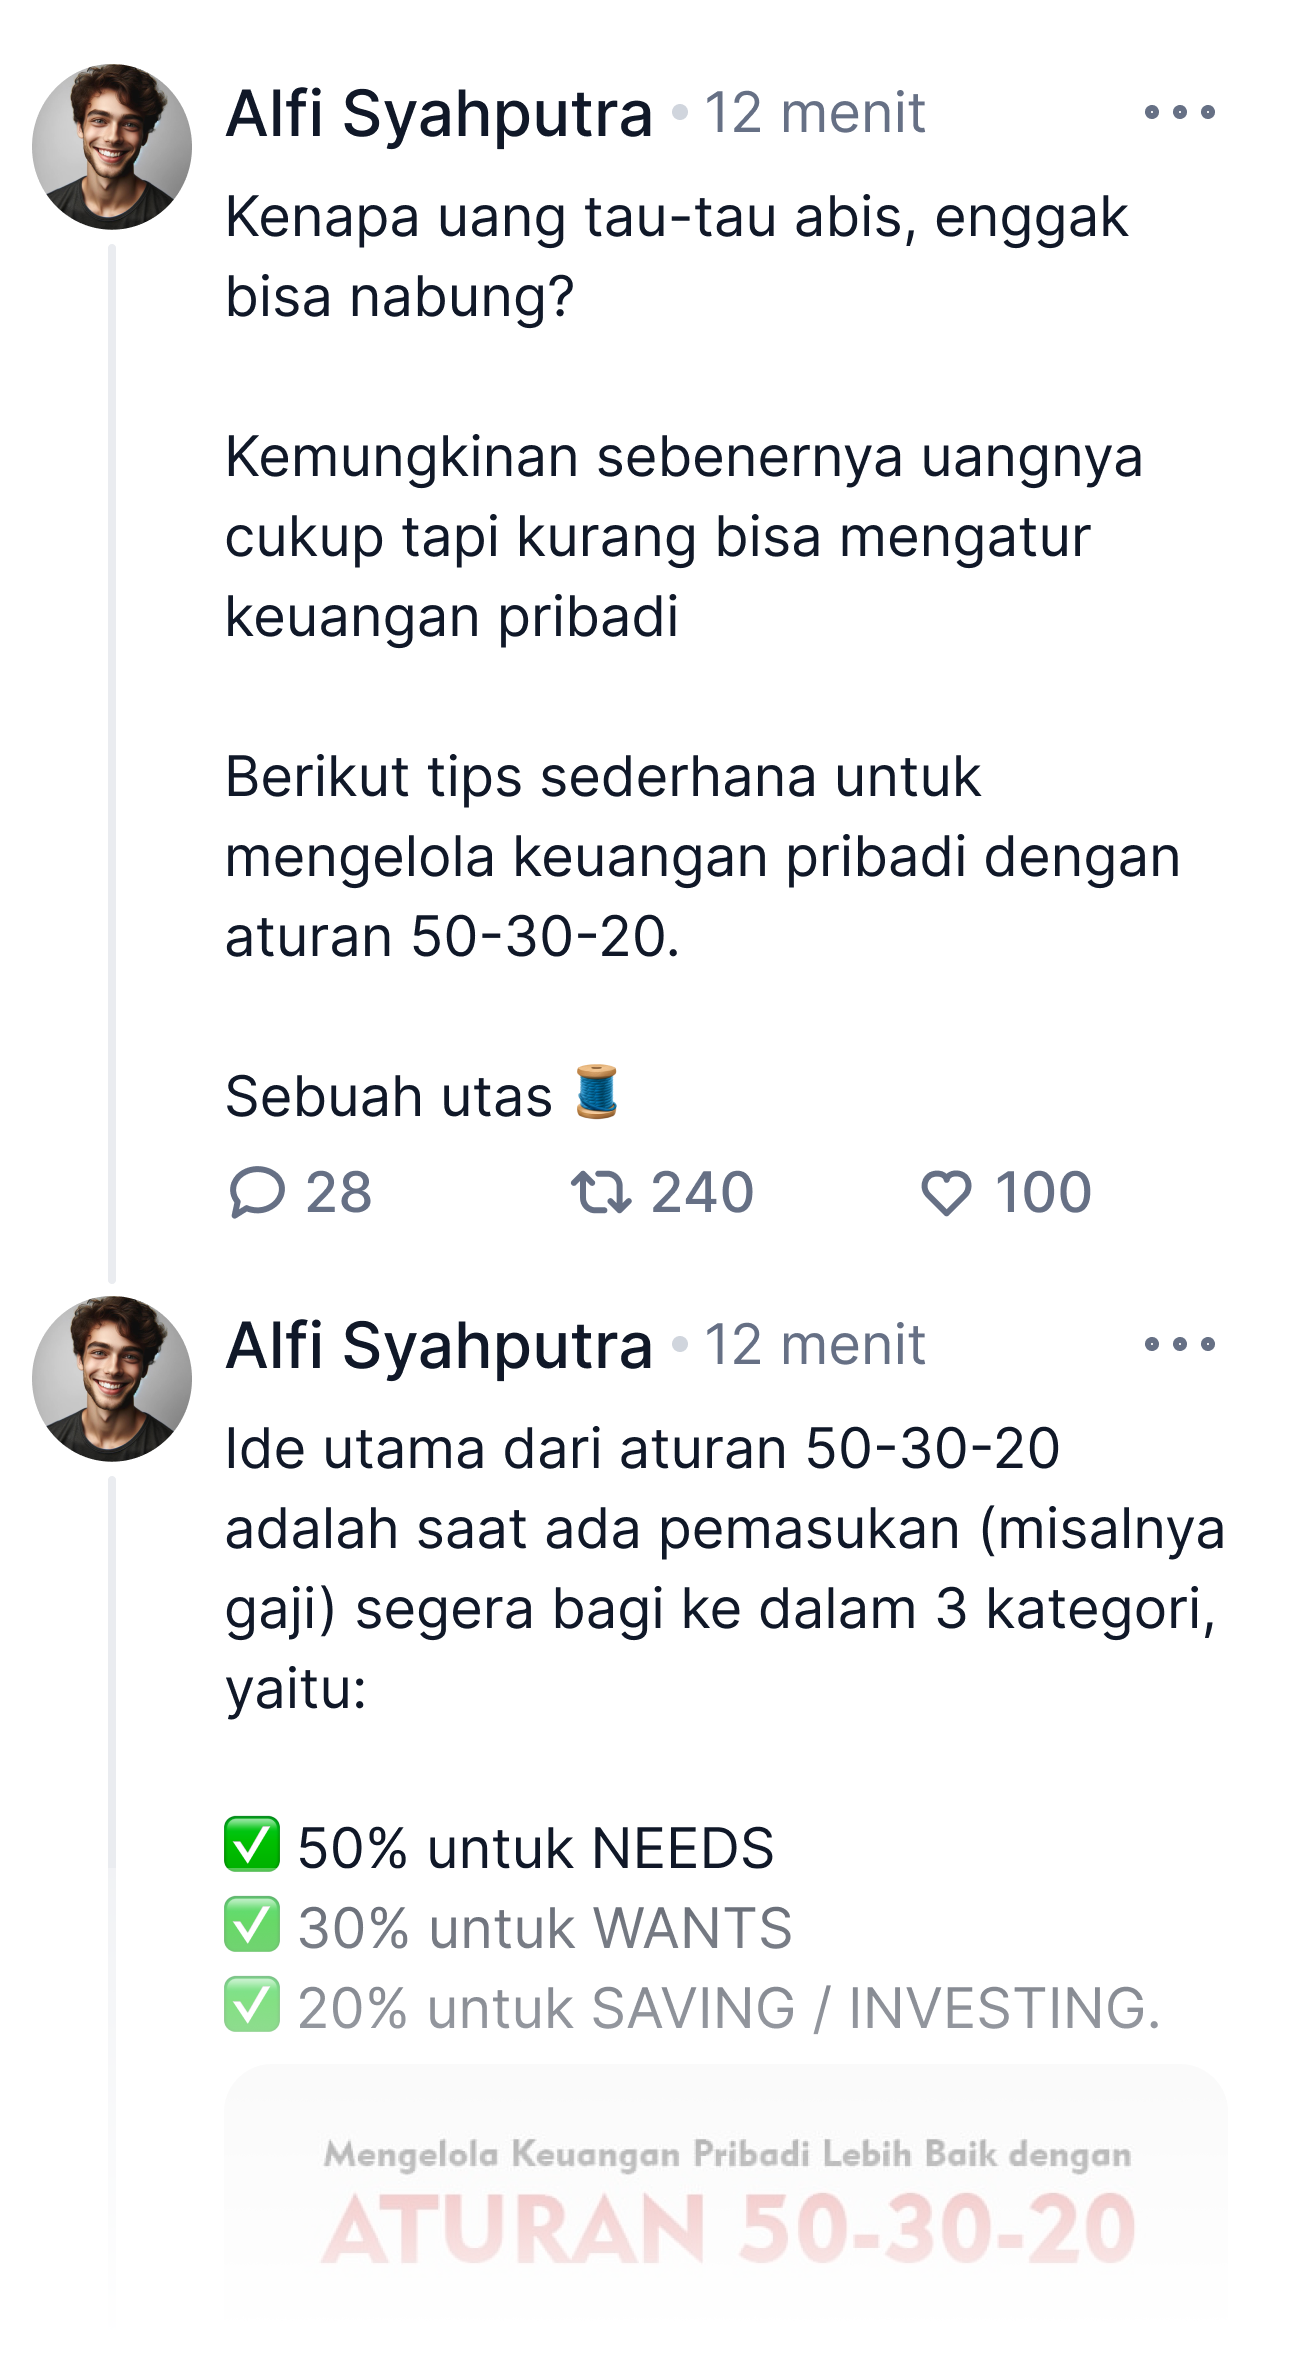 Alfi Syahputra • 12 menit
Kenapa uang tau-tau abis, enggak
bisa nabung?
Kemungkinan sebenernya uangnya
cukup tapi kurang bisa mengatur
keuangan pribadi
Berikut tips sederhana untuk
mengelola keuangan pribadi dengan
aturan 50-30-20.
Sebuah utas 🧵
28 240 100
Alfi Syahputra • 12 menit
Ide utama dari aturan 50-30-20
adalah saat ada pemasukan (misalnya
gaji) segera bagi ke dalam 3 kategori,
yaitu:
✅ 50% untuk NEEDS
✅ 30% untuk WANTS
✅ 20% untuk SAVING / INVESTING.
Mengelola Keuangan Pribadi Lebih Baik dengan
ATURAN 50-30-20